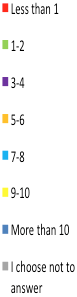 Less than 1
1-2
3-4
5-6
7-8
9-10
More than 10
I choose not to
answer